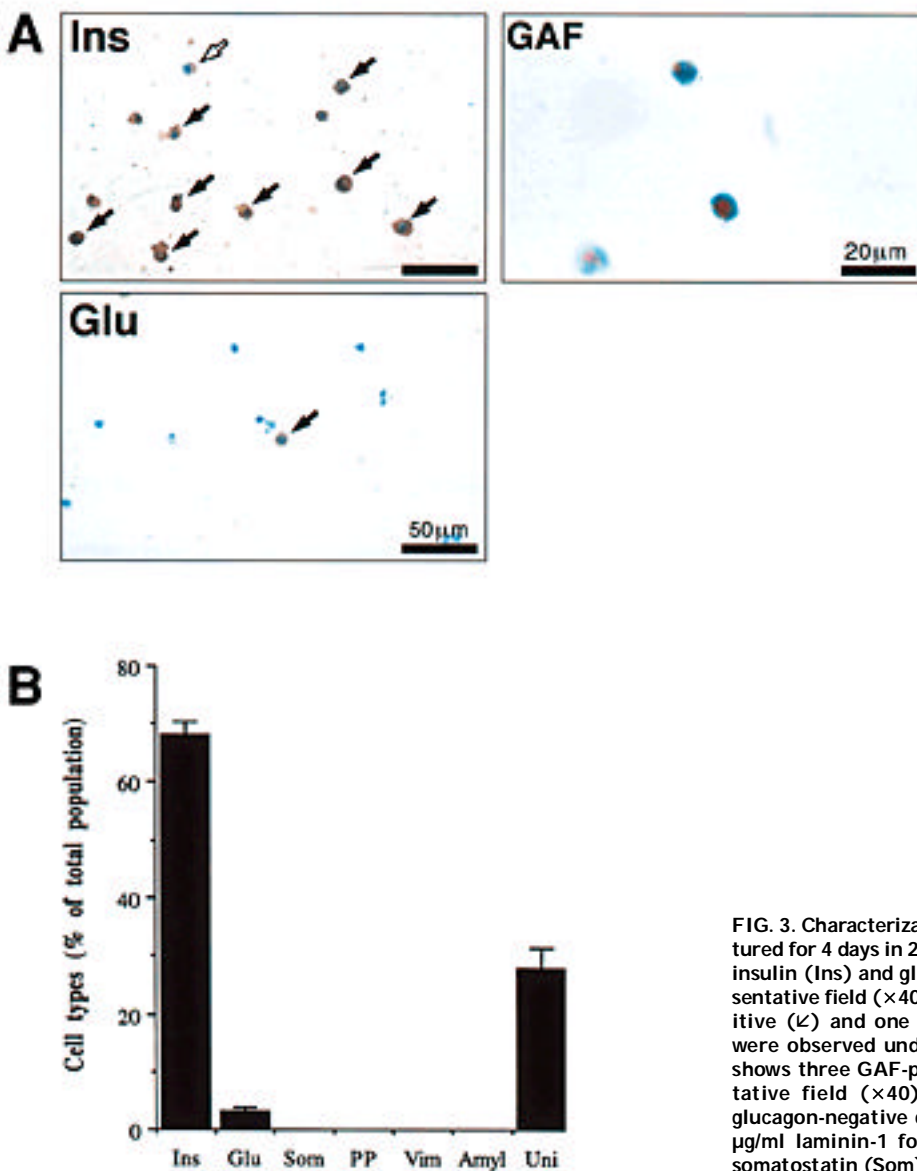 A
Ins
GAF
20μm
Glu
50μm
B
Cell types (% of total population)
80
60
40
20
0
Ins Glu Som PP Vim Amyl Uni
FIG. 3. Characteriza
tured for 4 days in 2
insulin (Ins) and gl
sentative field (×40
itive (↙) and one
were observed und
shows three GAF-p
tative field (×40)
glucagon-negative
µg/ml laminin-1 fo
somatostatin (Som)